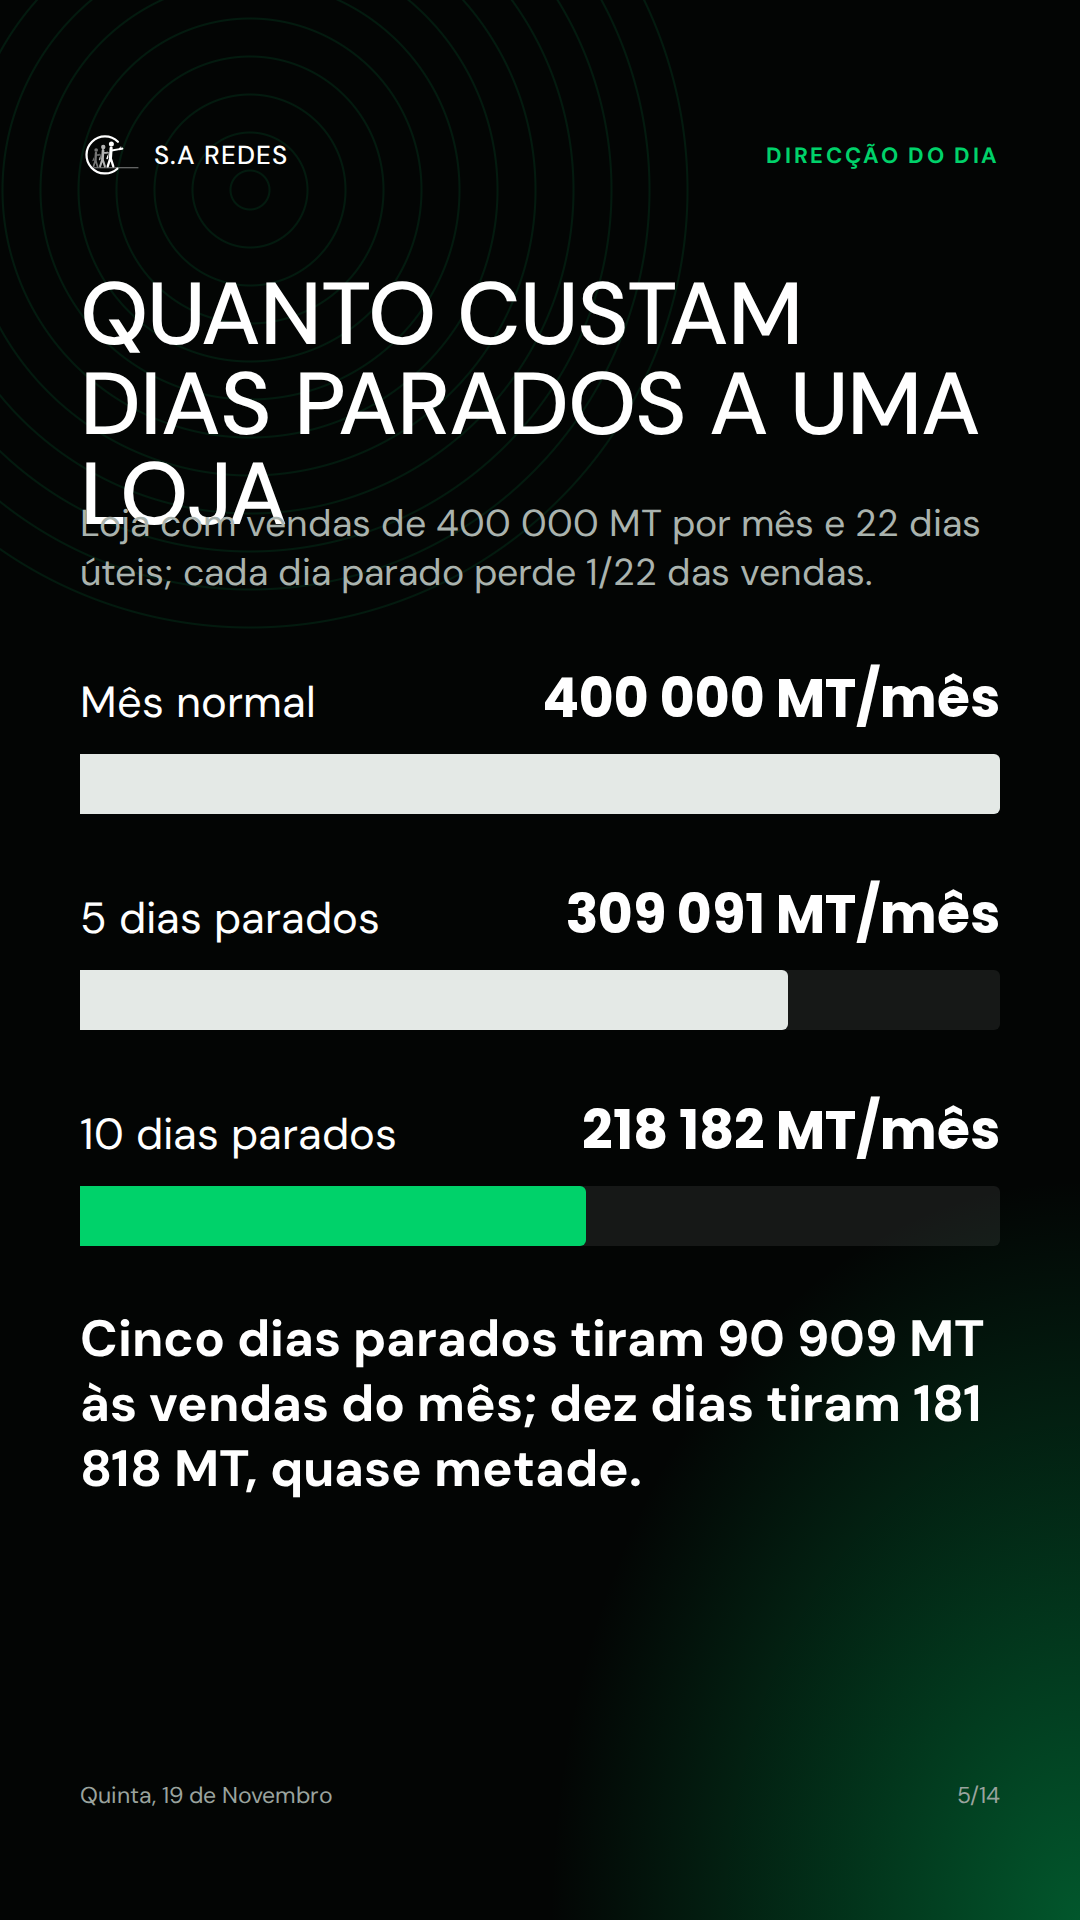 S.A REDES
DIRECÇÃO DO DIA
QUANTO CUSTAM
DIAS PARADOS A UMA
LOJA
Loja com vendas de 400 000 MT por mês e 22 dias
úteis; cada dia parado perde 1/22 das vendas.
Mês normal
400 000 MT/mês
5 dias parados
309 091 MT/mês
10 dias parados
218 182 MT/mês
Cinco dias parados tiram 90 909 MT
às vendas do mês; dez dias tiram 181
818 MT, quase metade.
Quinta, 19 de Novembro
5/14